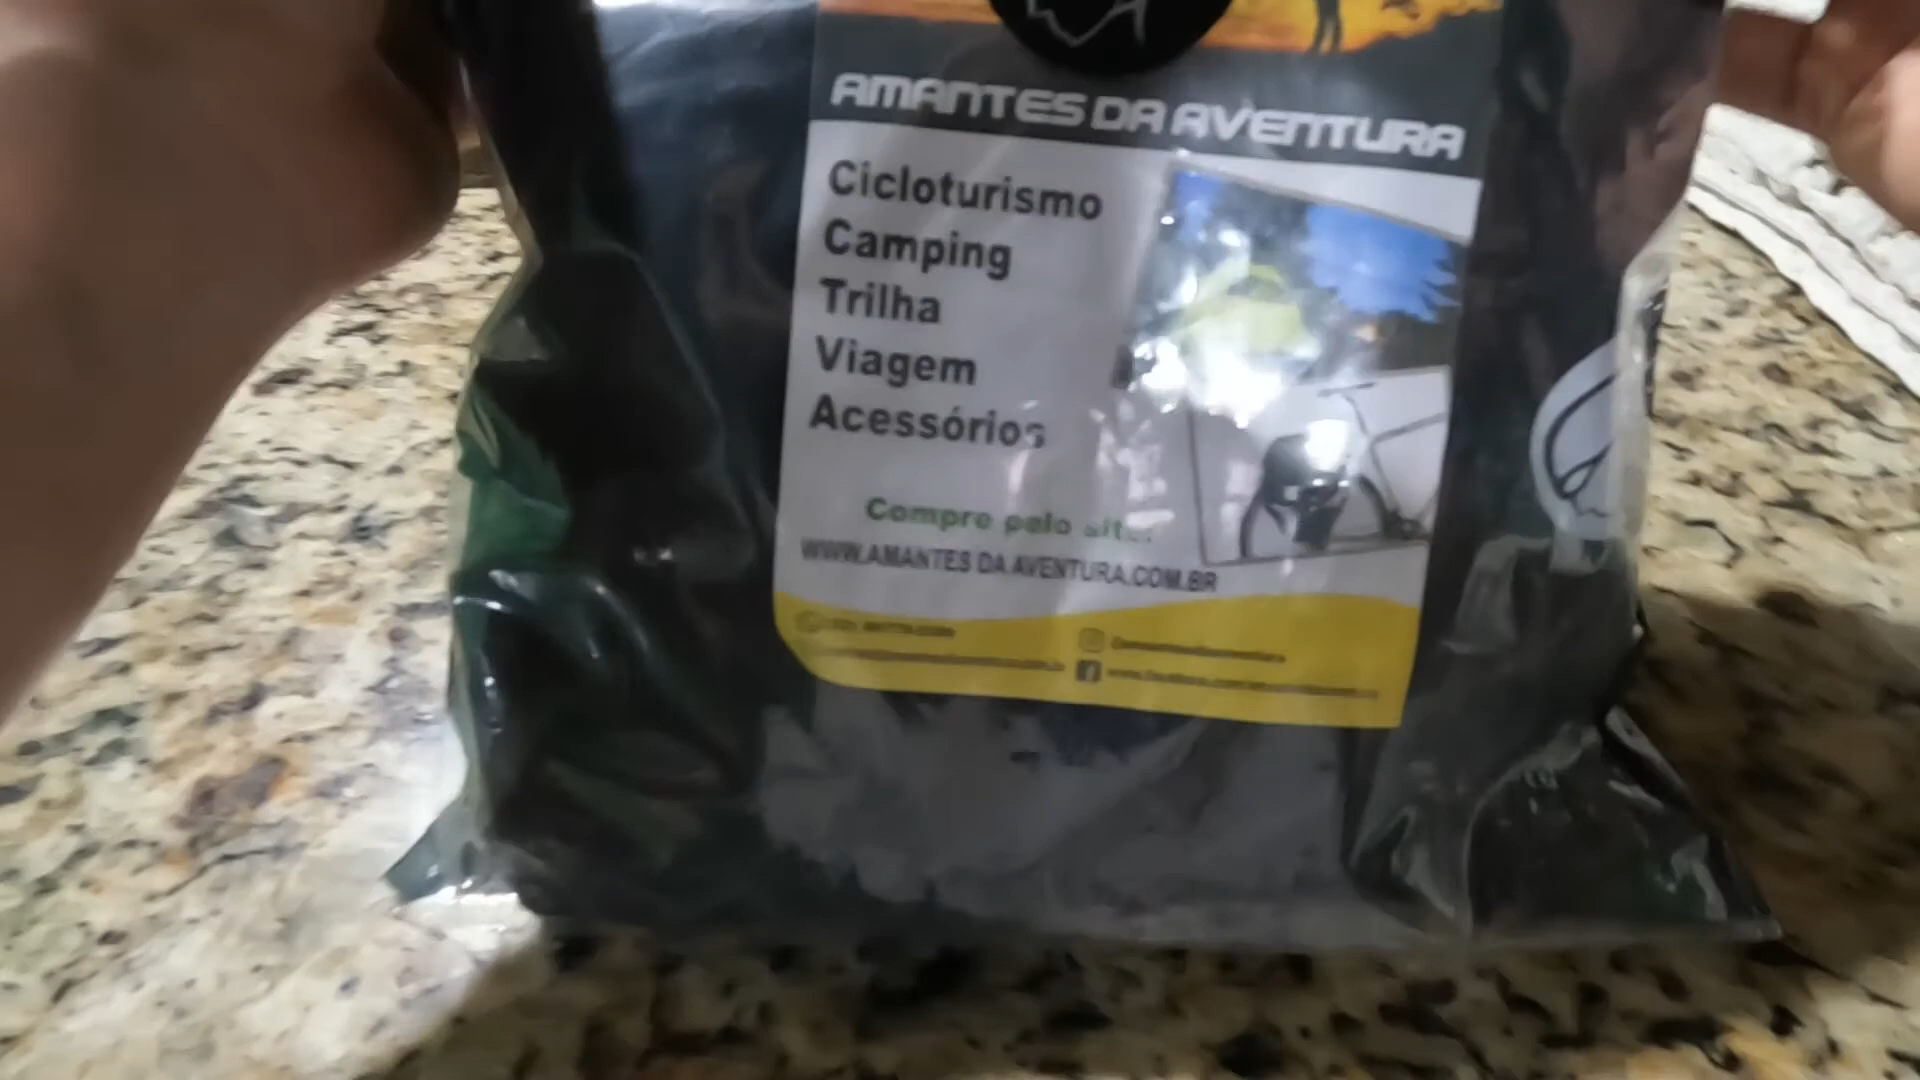 AMANTES DA AVENTURA
Cicloturismo
Camping
Trilha
Viagem
Acessórios
Compre pelo site:
WWW.AMANTES DA AVENTURA.COM.BR